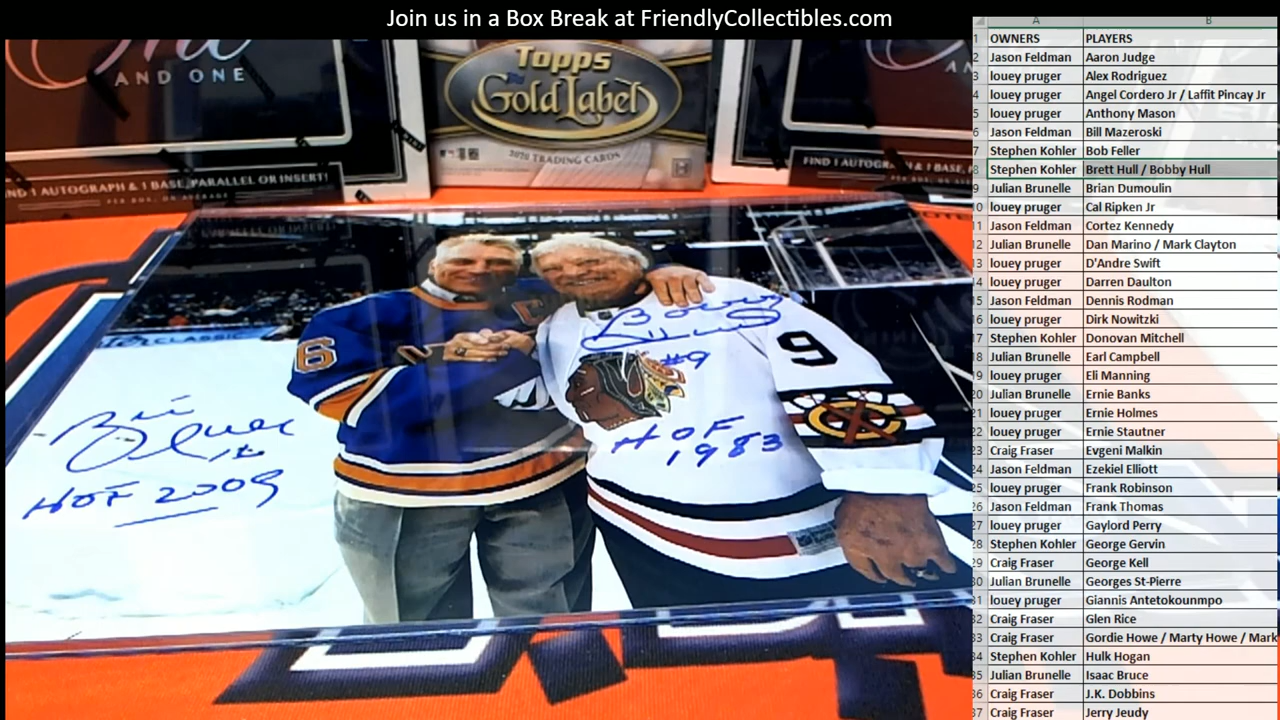 Join us in a Box Break at FriendlyCollectibles.com
One
AND ONE
Topps
Gold Label
2020 TRADING CARDS
FIND 1 AUTOGRAPH & 1 BASE,
ND 1 AUTOGRAPH & 1 BASE, PARALLEL OR INSERT!
PER BOX, ON AVERAGE
CLASSIC
6
9
Bobby
Hull
#9
HOF
1983
HOF 2009
A B
1 OWNERS PLAYERS
2 Jason Feldman Aaron Judge
3 louey pruger Alex Rodriguez
4 louey pruger Angel Cordero Jr / Laffit Pincay Jr
5 louey pruger Anthony Mason
6 Jason Feldman Bill Mazeroski
7 Stephen Kohler Bob Feller
8 Stephen Kohler Brett Hull / Bobby Hull
9 Julian Brunelle Brian Dumoulin
10 louey pruger Cal Ripken Jr
11 Jason Feldman Cortez Kennedy
12 Julian Brunelle Dan Marino / Mark Clayton
13 louey pruger D'Andre Swift
14 louey pruger Darren Daulton
15 Jason Feldman Dennis Rodman
16 louey pruger Dirk Nowitzki
17 Stephen Kohler Donovan Mitchell
18 Julian Brunelle Earl Campbell
19 louey pruger Eli Manning
20 Julian Brunelle Ernie Banks
21 louey pruger Ernie Holmes
22 louey pruger Ernie Stautner
23 Craig Fraser Evgeni Malkin
24 Jason Feldman Ezekiel Elliott
25 louey pruger Frank Robinson
26 Jason Feldman Frank Thomas
27 louey pruger Gaylord Perry
28 Stephen Kohler George Gervin
29 Craig Fraser George Kell
30 Julian Brunelle Georges St-Pierre
31 louey pruger Giannis Antetokounmpo
32 Craig Fraser Glen Rice
33 Craig Fraser Gordie Howe / Marty Howe / Mark
34 Stephen Kohler Hulk Hogan
35 Julian Brunelle Isaac Bruce
36 Craig Fraser J.K. Dobbins
37 Craig Fraser Jerry Jeudy